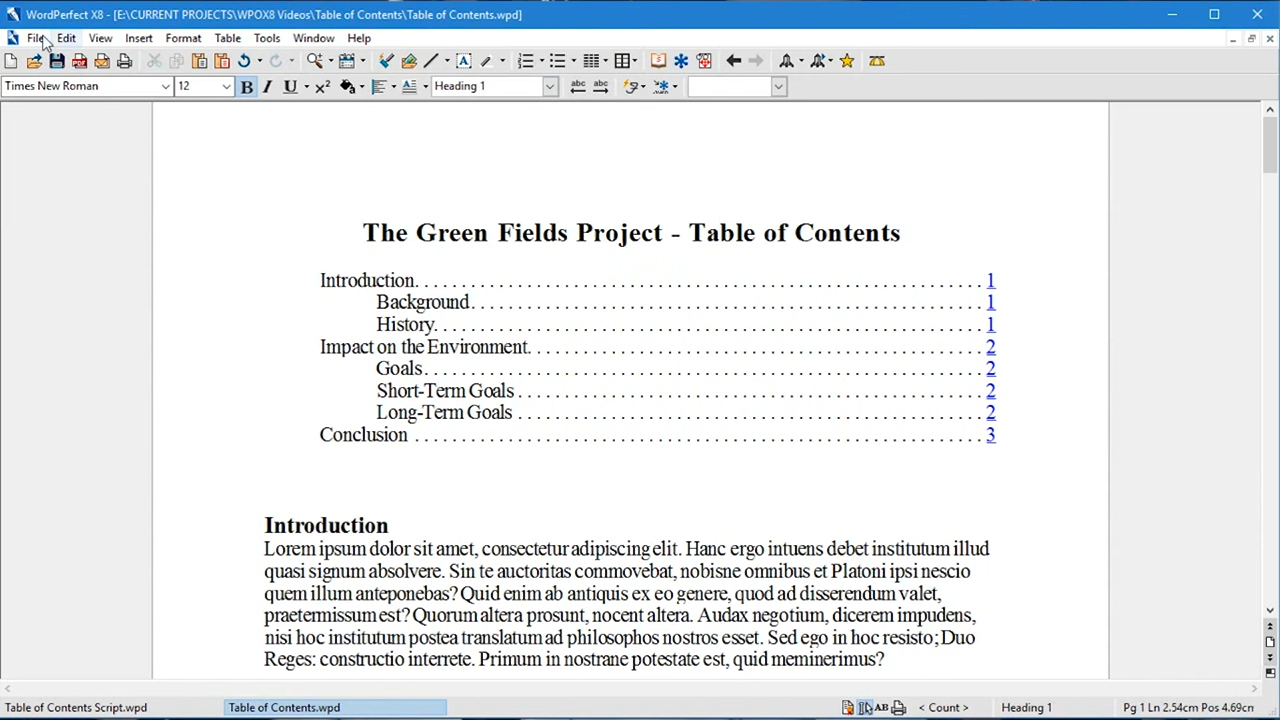 WordPerfect X8 - [E:\CURRENT PROJECTS\WPOX8 Videos\Table of Contents\Table of Contents.wpd]
File Edit View Insert Format Table Tools Window Help
Times New Roman 12 B I U X² Heading 1 abc abc
The Green Fields Project - Table of Contents
Introduction. . . . . . . . . . . . . . . . . . . . . . . . . . . . . . . . . . . . . . . . . . . . . . . . . . . 1
Background. . . . . . . . . . . . . . . . . . . . . . . . . . . . . . . . . . . . . . . . . . . . . . 1
History. . . . . . . . . . . . . . . . . . . . . . . . . . . . . . . . . . . . . . . . . . . . . . . . . 1
Impact on the Environment. . . . . . . . . . . . . . . . . . . . . . . . . . . . . . . . . . . . . . . . 2
Goals. . . . . . . . . . . . . . . . . . . . . . . . . . . . . . . . . . . . . . . . . . . . . . . . . . 2
Short-Term Goals . . . . . . . . . . . . . . . . . . . . . . . . . . . . . . . . . . . . . . . . . 2
Long-Term Goals . . . . . . . . . . . . . . . . . . . . . . . . . . . . . . . . . . . . . . . . . 2
Conclusion . . . . . . . . . . . . . . . . . . . . . . . . . . . . . . . . . . . . . . . . . . . . . . . . . . 3
Introduction
Lorem ipsum dolor sit amet, consectetur adipiscing elit. Hanc ergo intuens debet institutum illud
quasi signum absolvere. Sin te auctoritas commovebat, nobisne omnibus et Platoni ipsi nescio
quem illum anteponebas? Quid enim ab antiquis ex eo genere, quod ad disserendum valet,
praetermissum est? Quorum altera prosunt, nocent altera. Audax negotium, dicerem impudens,
nisi hoc institutum postea translatum ad philosophos nostros esset. Sed ego in hoc resisto; Duo
Reges: constructio interrete. Primum in nostrane potestate est, quid meminerimus?
Table of Contents Script.wpd Table of Contents.wpd AB < Count > Heading 1 Pg 1 Ln 2.54cm Pos 4.69cm